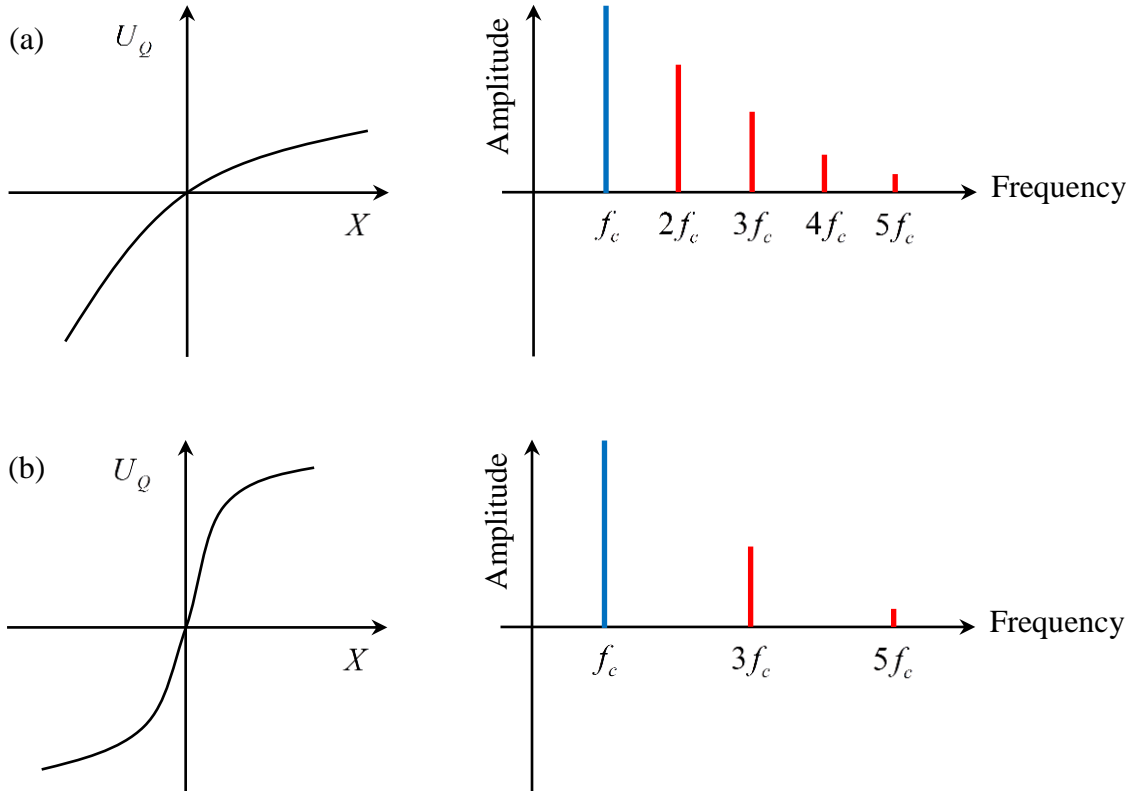 (a)
U_Q
X
Amplitude
Frequency
f_c 2f_c 3f_c 4f_c 5f_c
(b)
U_Q
X
Amplitude
Frequency
f_c 3f_c 5f_c